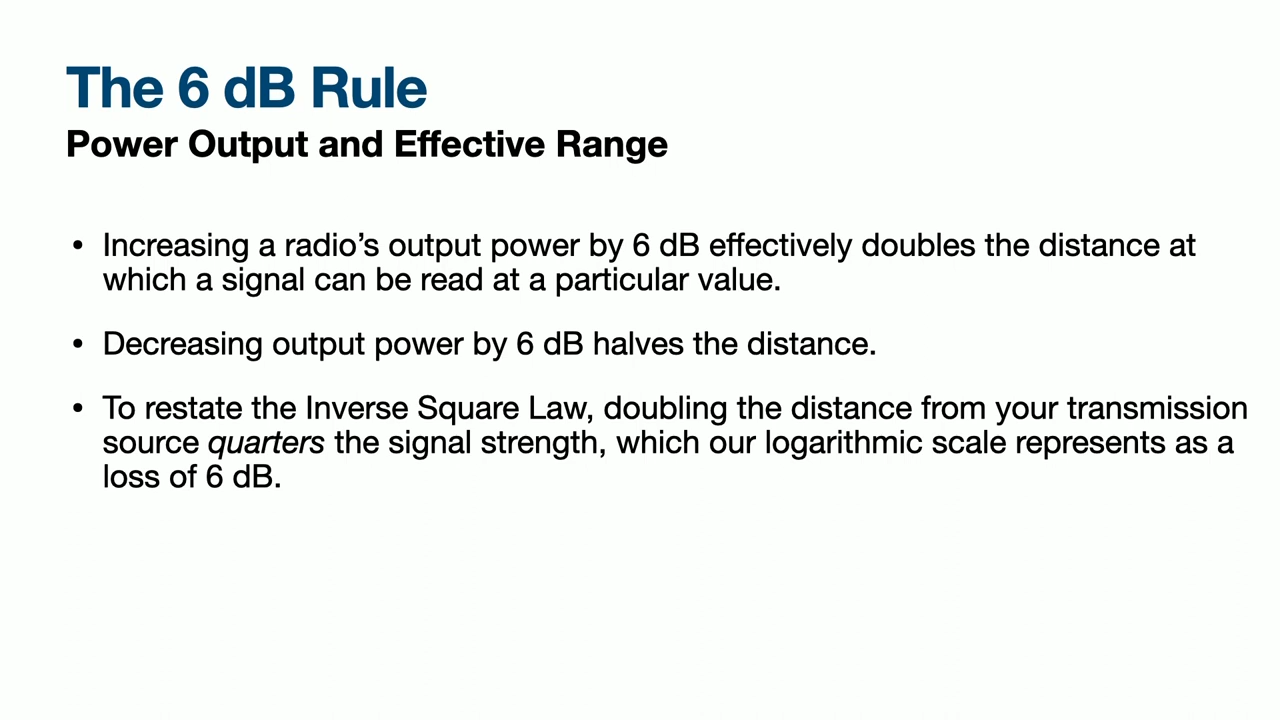 The 6 dB Rule
Power Output and Effective Range
• Increasing a radio’s output power by 6 dB effectively doubles the distance at
which a signal can be read at a particular value.
• Decreasing output power by 6 dB halves the distance.
• To restate the Inverse Square Law, doubling the distance from your transmission
source quarters the signal strength, which our logarithmic scale represents as a
loss of 6 dB.